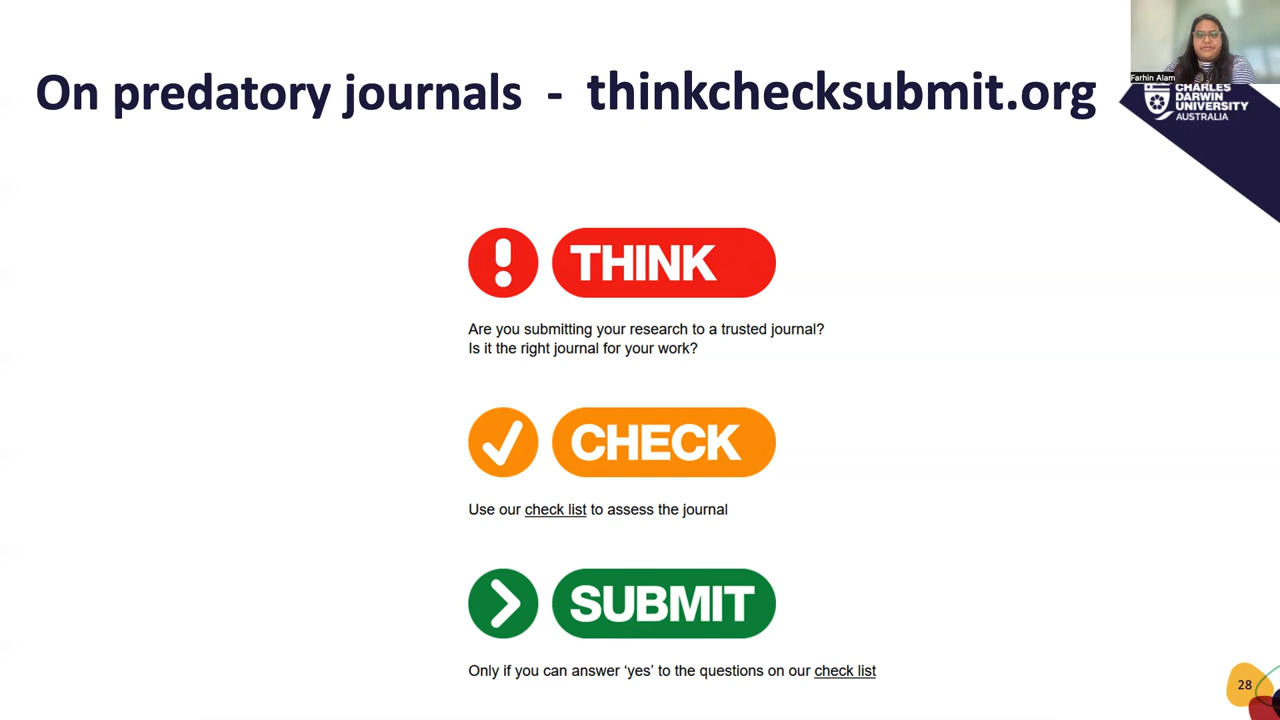 On predatory journals - thinkchecksubmit.org
Farhin Alam
CHARLES
DARWIN
UNIVERSITY
AUSTRALIA
! THINK
Are you submitting your research to a trusted journal?
Is it the right journal for your work?
CHECK
Use our check list to assess the journal
SUBMIT
Only if you can answer ‘yes’ to the questions on our check list
28